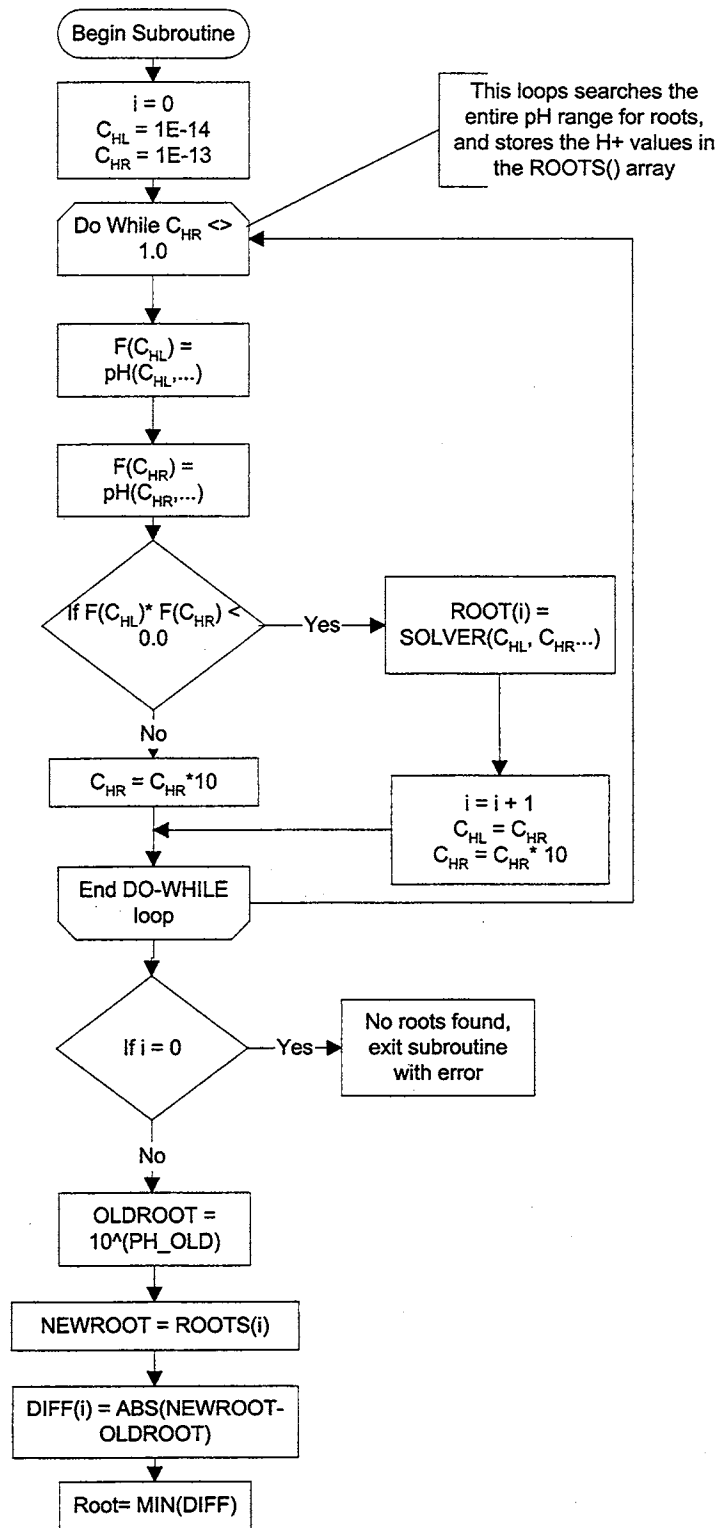 Begin Subroutine
i = 0
C_HL = 1E-14
C_HR = 1E-13
This loops searches the
entire pH range for roots,
and stores the H+ values in
the ROOTS() array
Do While C_HR <>
1.0
F(C_HL) =
pH(C_HL,...)
F(C_HR) =
pH(C_HR,...)
If F(C_HL)* F(C_HR) <
0.0
Yes
ROOT(i) =
SOLVER(C_HL, C_HR...)
No
C_HR = C_HR*10
i = i + 1
C_HL = C_HR
C_HR = C_HR* 10
End DO-WHILE
loop
If i = 0
Yes
No roots found,
exit subroutine
with error
No
OLDROOT =
10^(PH_OLD)
NEWROOT = ROOTS(i)
DIFF(i) = ABS(NEWROOT-
OLDROOT)
Root= MIN(DIFF)